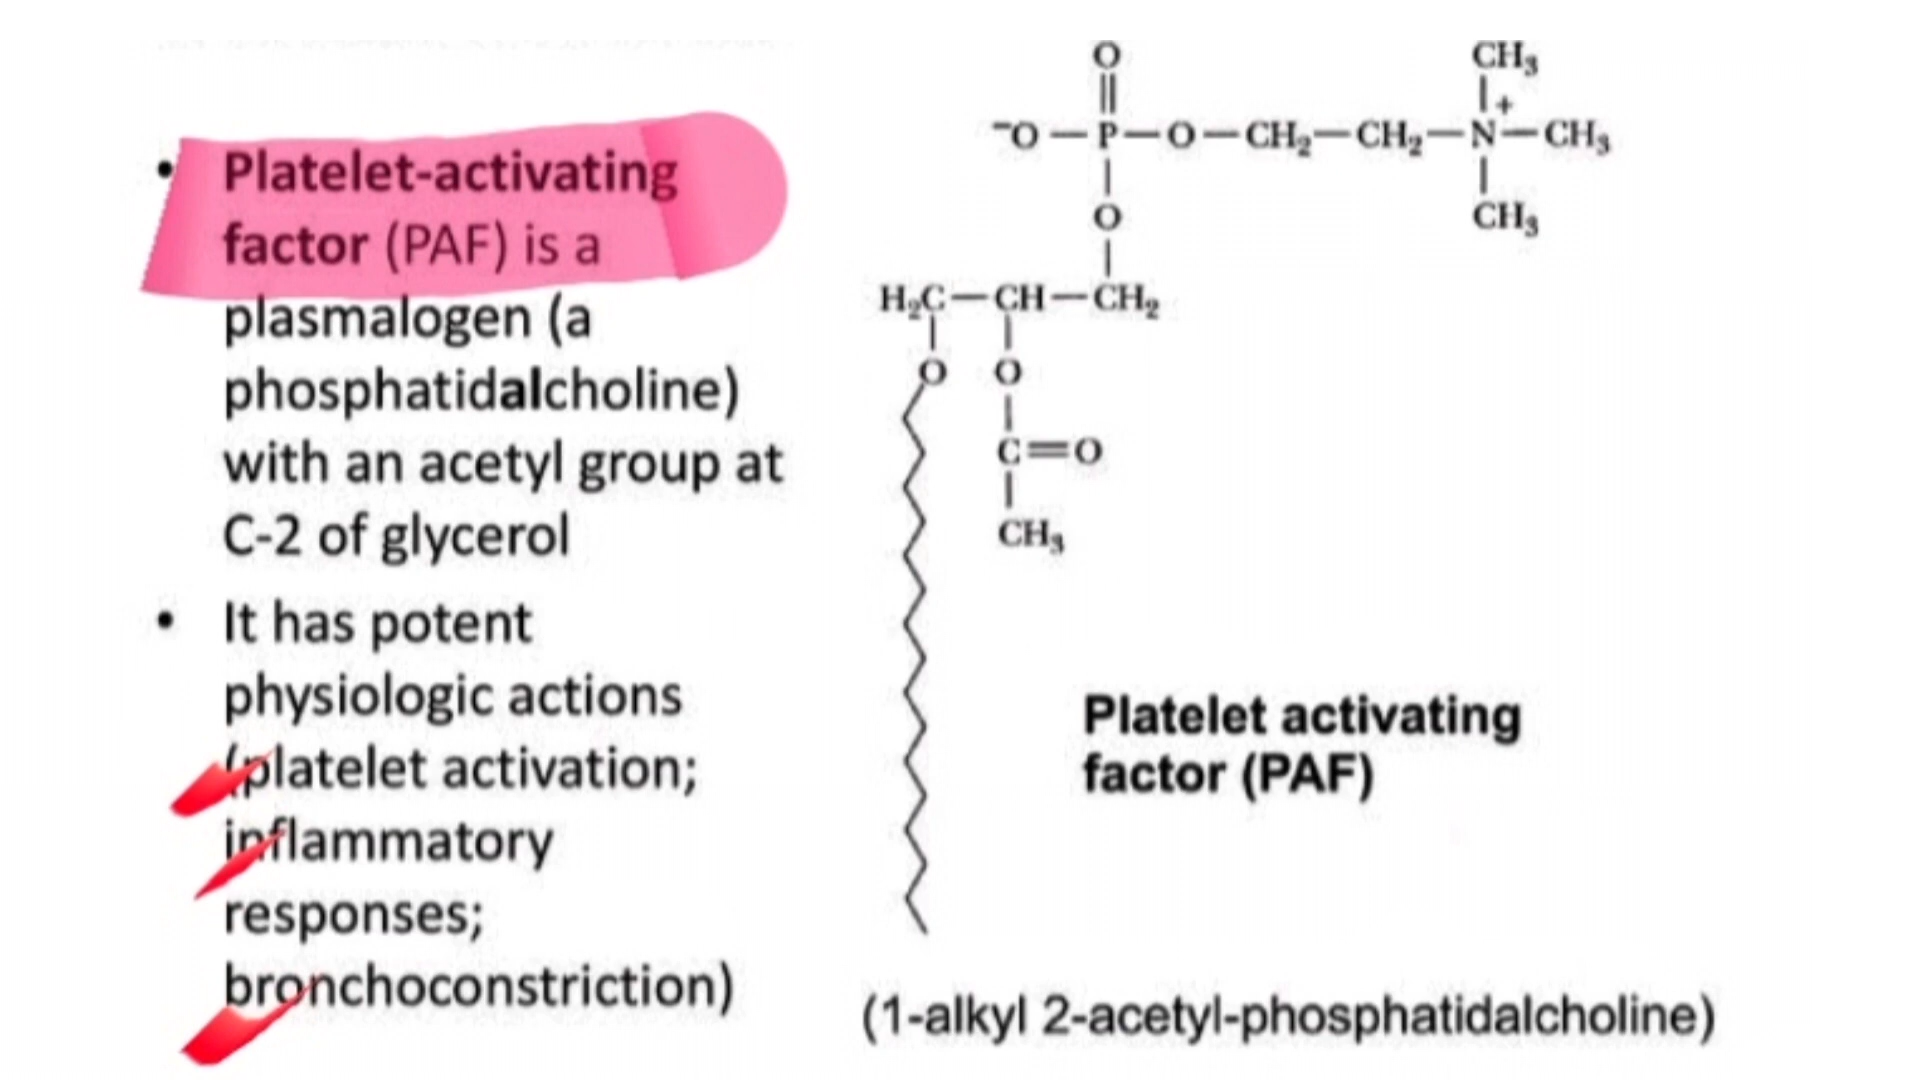 • Platelet-activating
factor (PAF) is a
plasmalogen (a
phosphatidalcholine)
with an acetyl group at
C-2 of glycerol
• It has potent
physiologic actions
(platelet activation;
inflammatory
responses;
bronchoconstriction)
O
CH₃
⁻O—P—O—CH₂—CH₂—N⁺—CH₃
O
CH₃
H₂C—CH—CH₂
O O
C=O
CH₃
Platelet activating
factor (PAF)
(1-alkyl 2-acetyl-phosphatidalcholine)